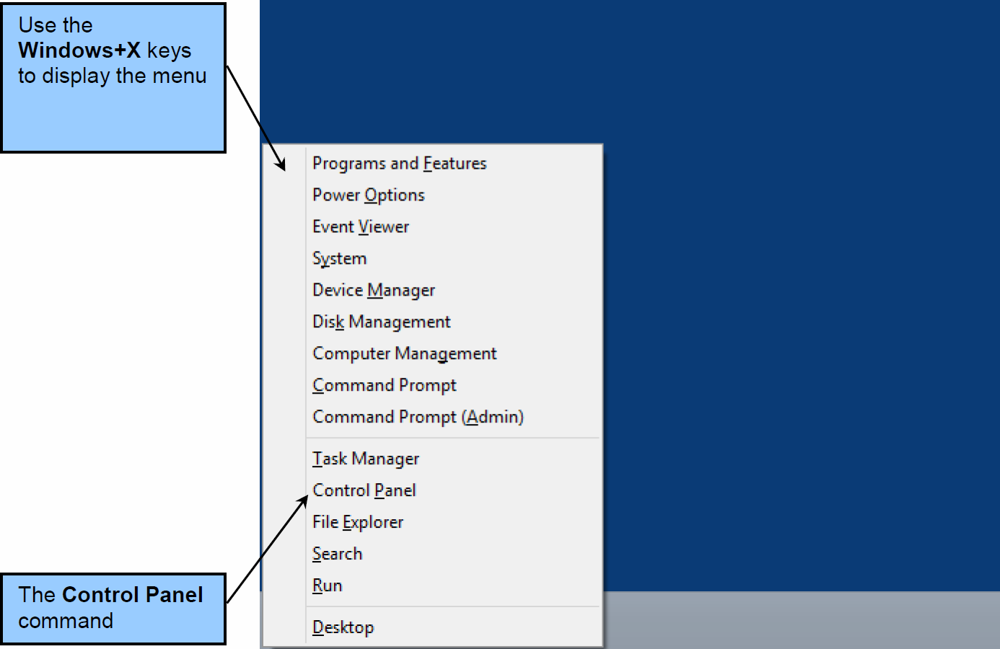 Use the
Windows+X keys
to display the menu
Programs and Features
Power Options
Event Viewer
System
Device Manager
Disk Management
Computer Management
Command Prompt
Command Prompt (Admin)
Task Manager
Control Panel
File Explorer
Search
Run
Desktop
The Control Panel
command